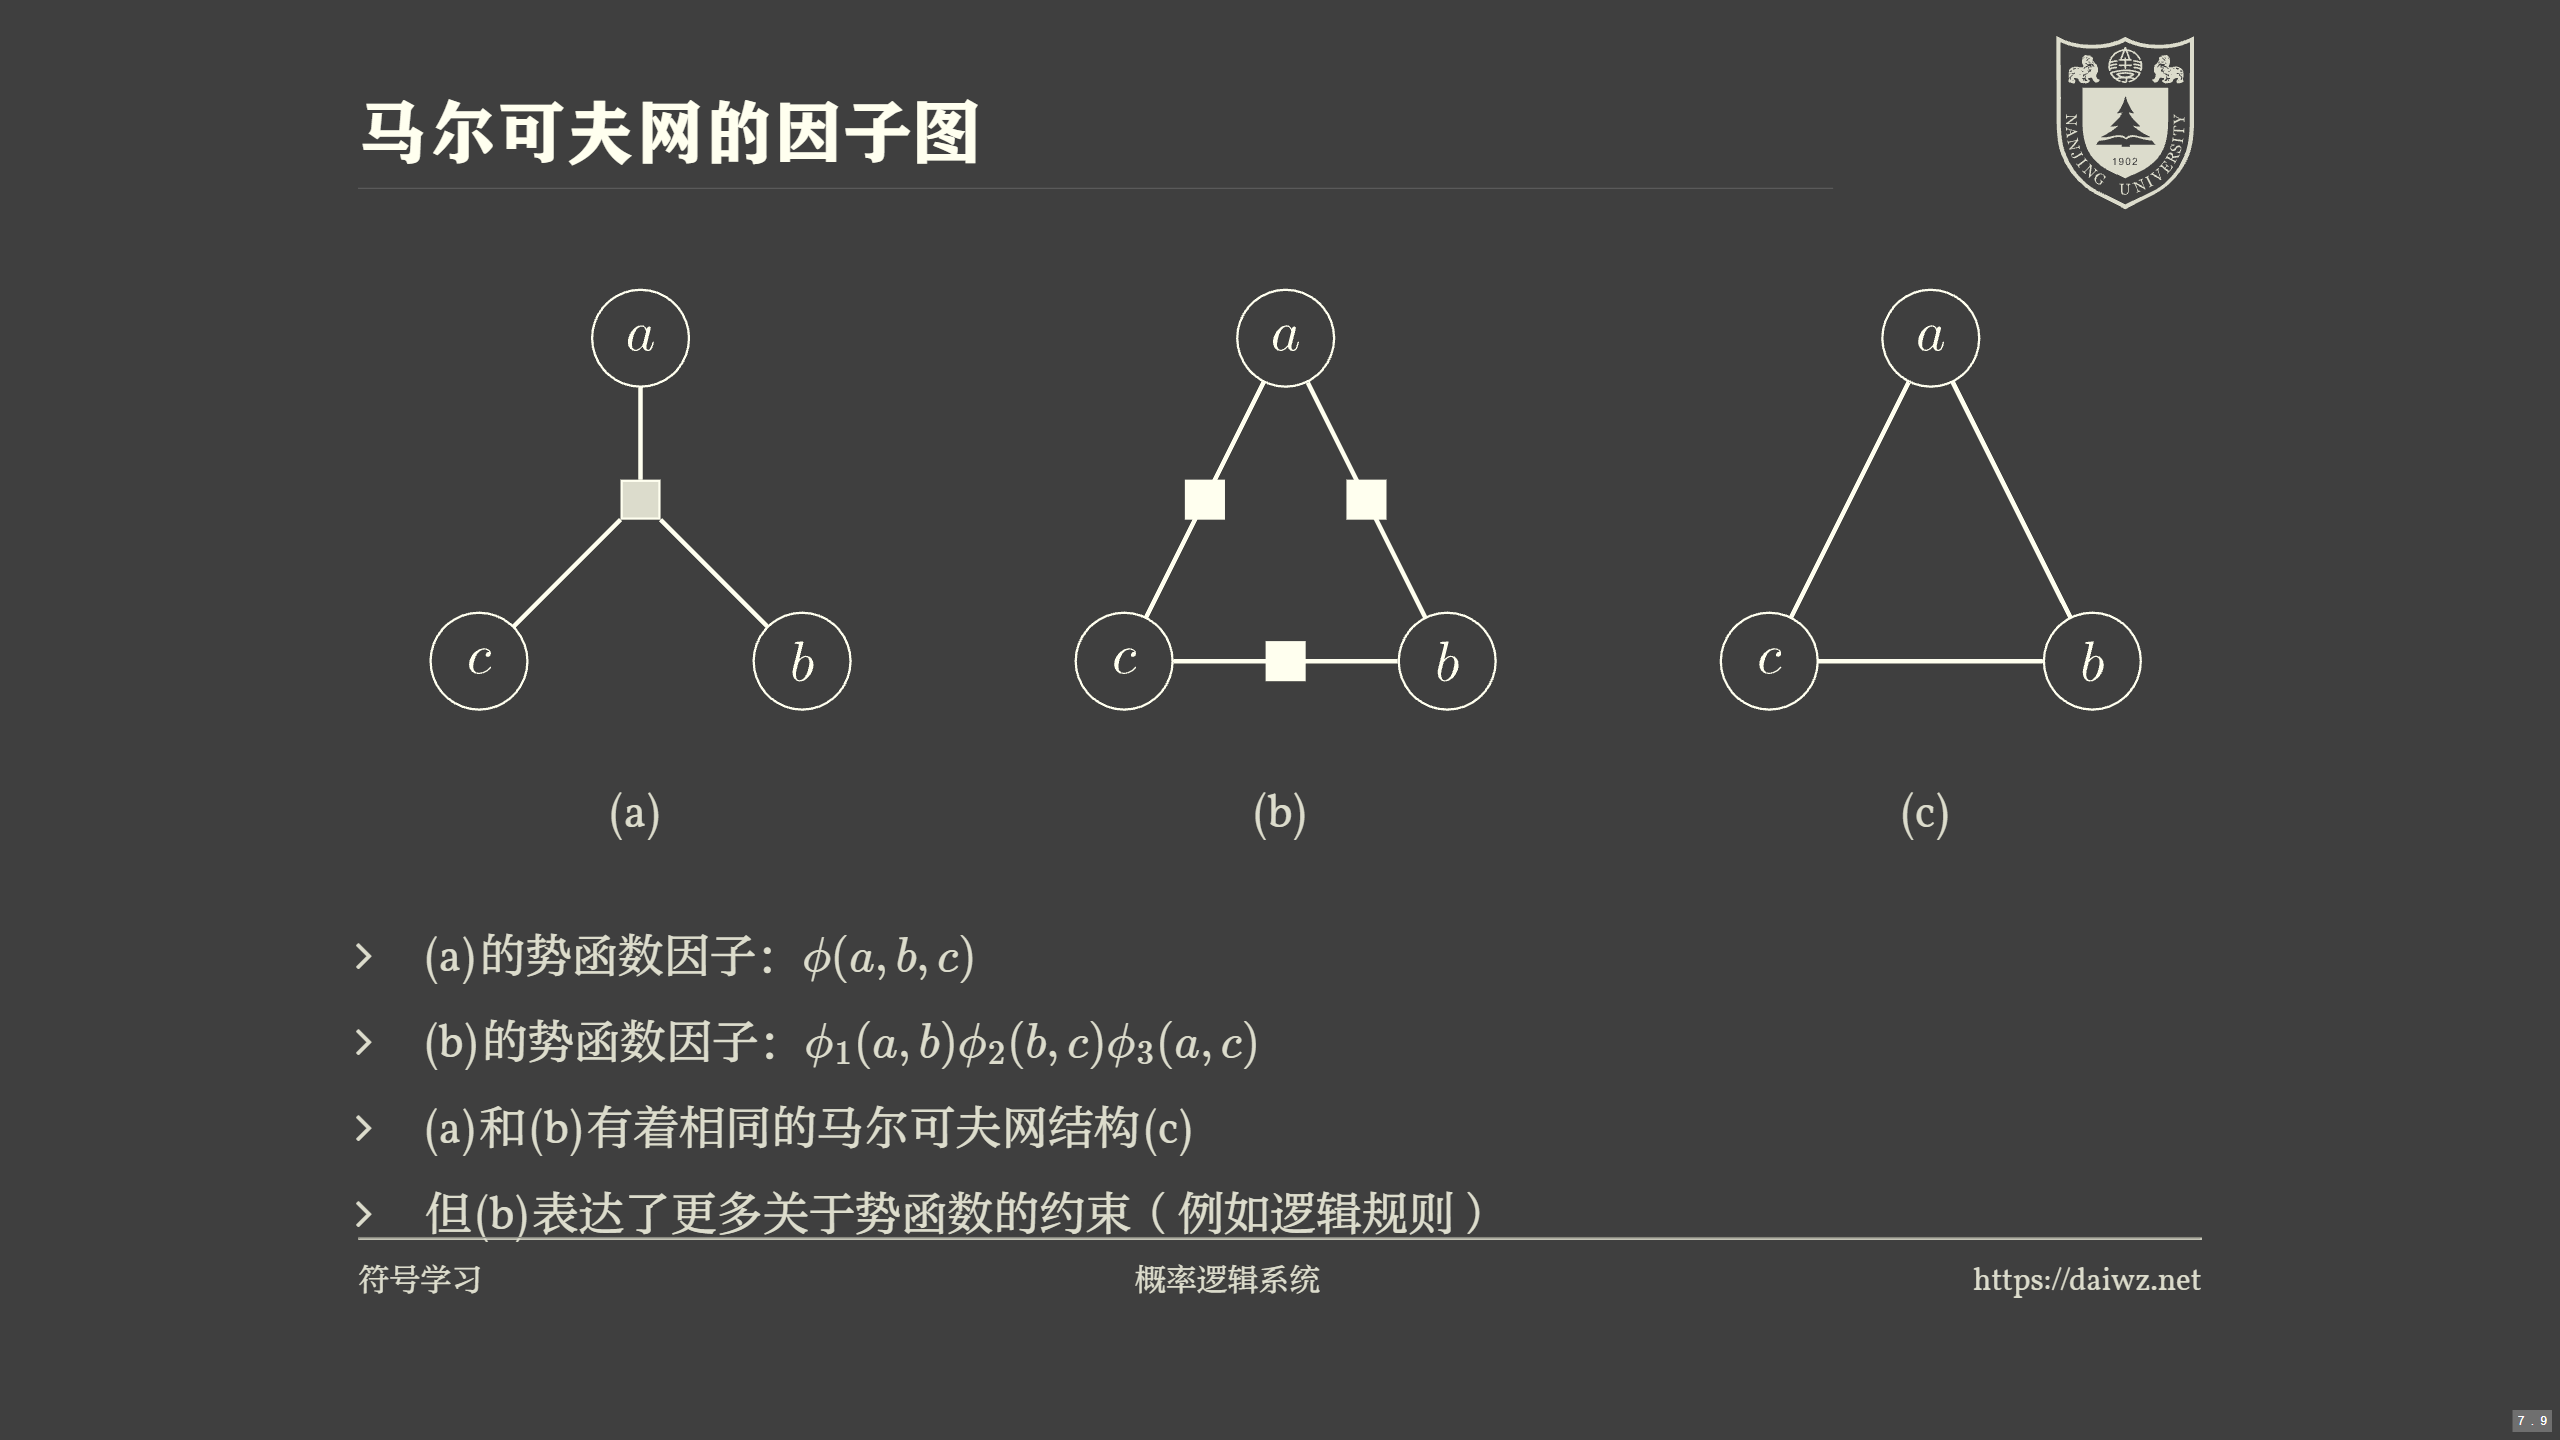 马尔可夫网的因子图
NANJING UNIVERSITY
1902
a
c
b
a
c
b
a
c
b
(a)
(b)
(c)
(a)的势函数因子：ϕ(a, b, c)
(b)的势函数因子：ϕ₁(a, b)ϕ₂(b, c)ϕ₃(a, c)
(a)和(b)有着相同的马尔可夫网结构(c)
但(b)表达了更多关于势函数的约束（例如逻辑规则）
符号学习
概率逻辑系统
https://daiwz.net
7 . 9